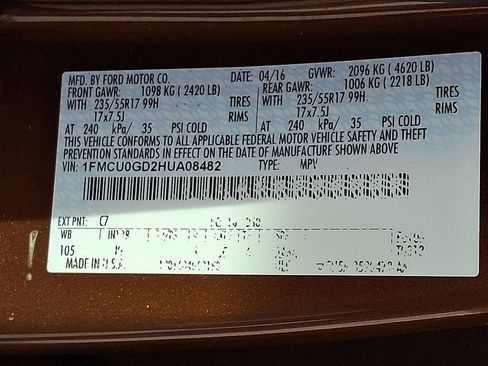 MFD. BY FORD MOTOR CO. DATE: 04/16 GVWR: 2096 KG ( 4620 LB)
FRONT GAWR: 1098 KG ( 2420 LB) REAR GAWR: 1006 KG ( 2218 LB)
WITH 235/55R17 99H TIRES WITH 235/55R17 99H TIRES
17x7.5J RIMS 17x7.5J RIMS
AT 240 kPa/ 35 PSI COLD AT 240 kPa/ 35 PSI COLD
THIS VEHICLE CONFORMS TO ALL APPLICABLE FEDERAL MOTOR VEHICLE SAFETY AND THEFT
PREVENTION STANDARDS IN EFFECT ON THE DATE OF MANUFACTURE SHOWN ABOVE
VIN: 1FMCU0GD2HUA08482 TYPE: MPV
EXT PNT: C7
WB
105
MADE IN U.S.A.